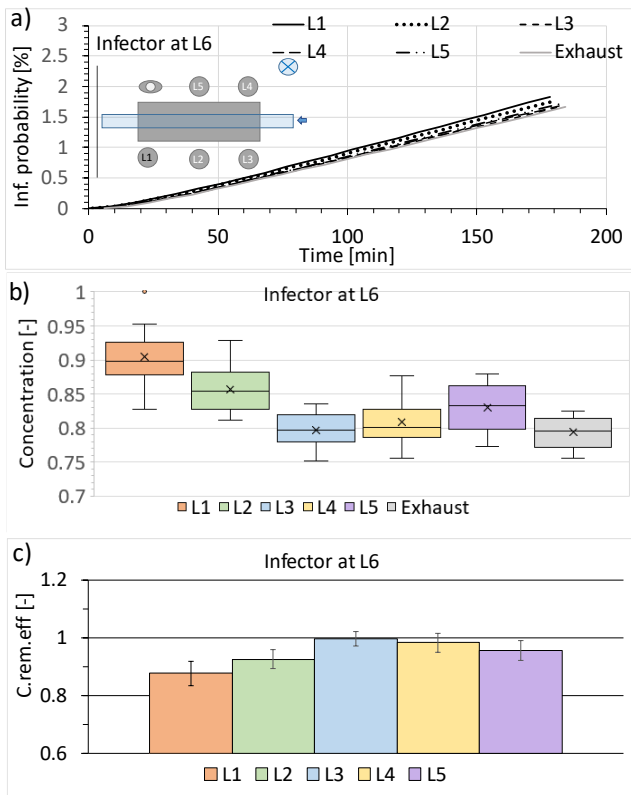 a)
L1 L2 L3
L4 L5 Exhaust
Infector at L6
Inf. probability [%]
3
2.5
2
1.5
1
0.5
0
L5 L4
L1 L2 L3
0 50 100 150 200
Time [min]
b)
Infector at L6
Concentration [-]
1
0.95
0.9
0.85
0.8
0.75
0.7
L1 L2 L3 L4 L5 Exhaust
c)
Infector at L6
C.rem.eff [-]
1.2
1
0.8
0.6
L1 L2 L3 L4 L5